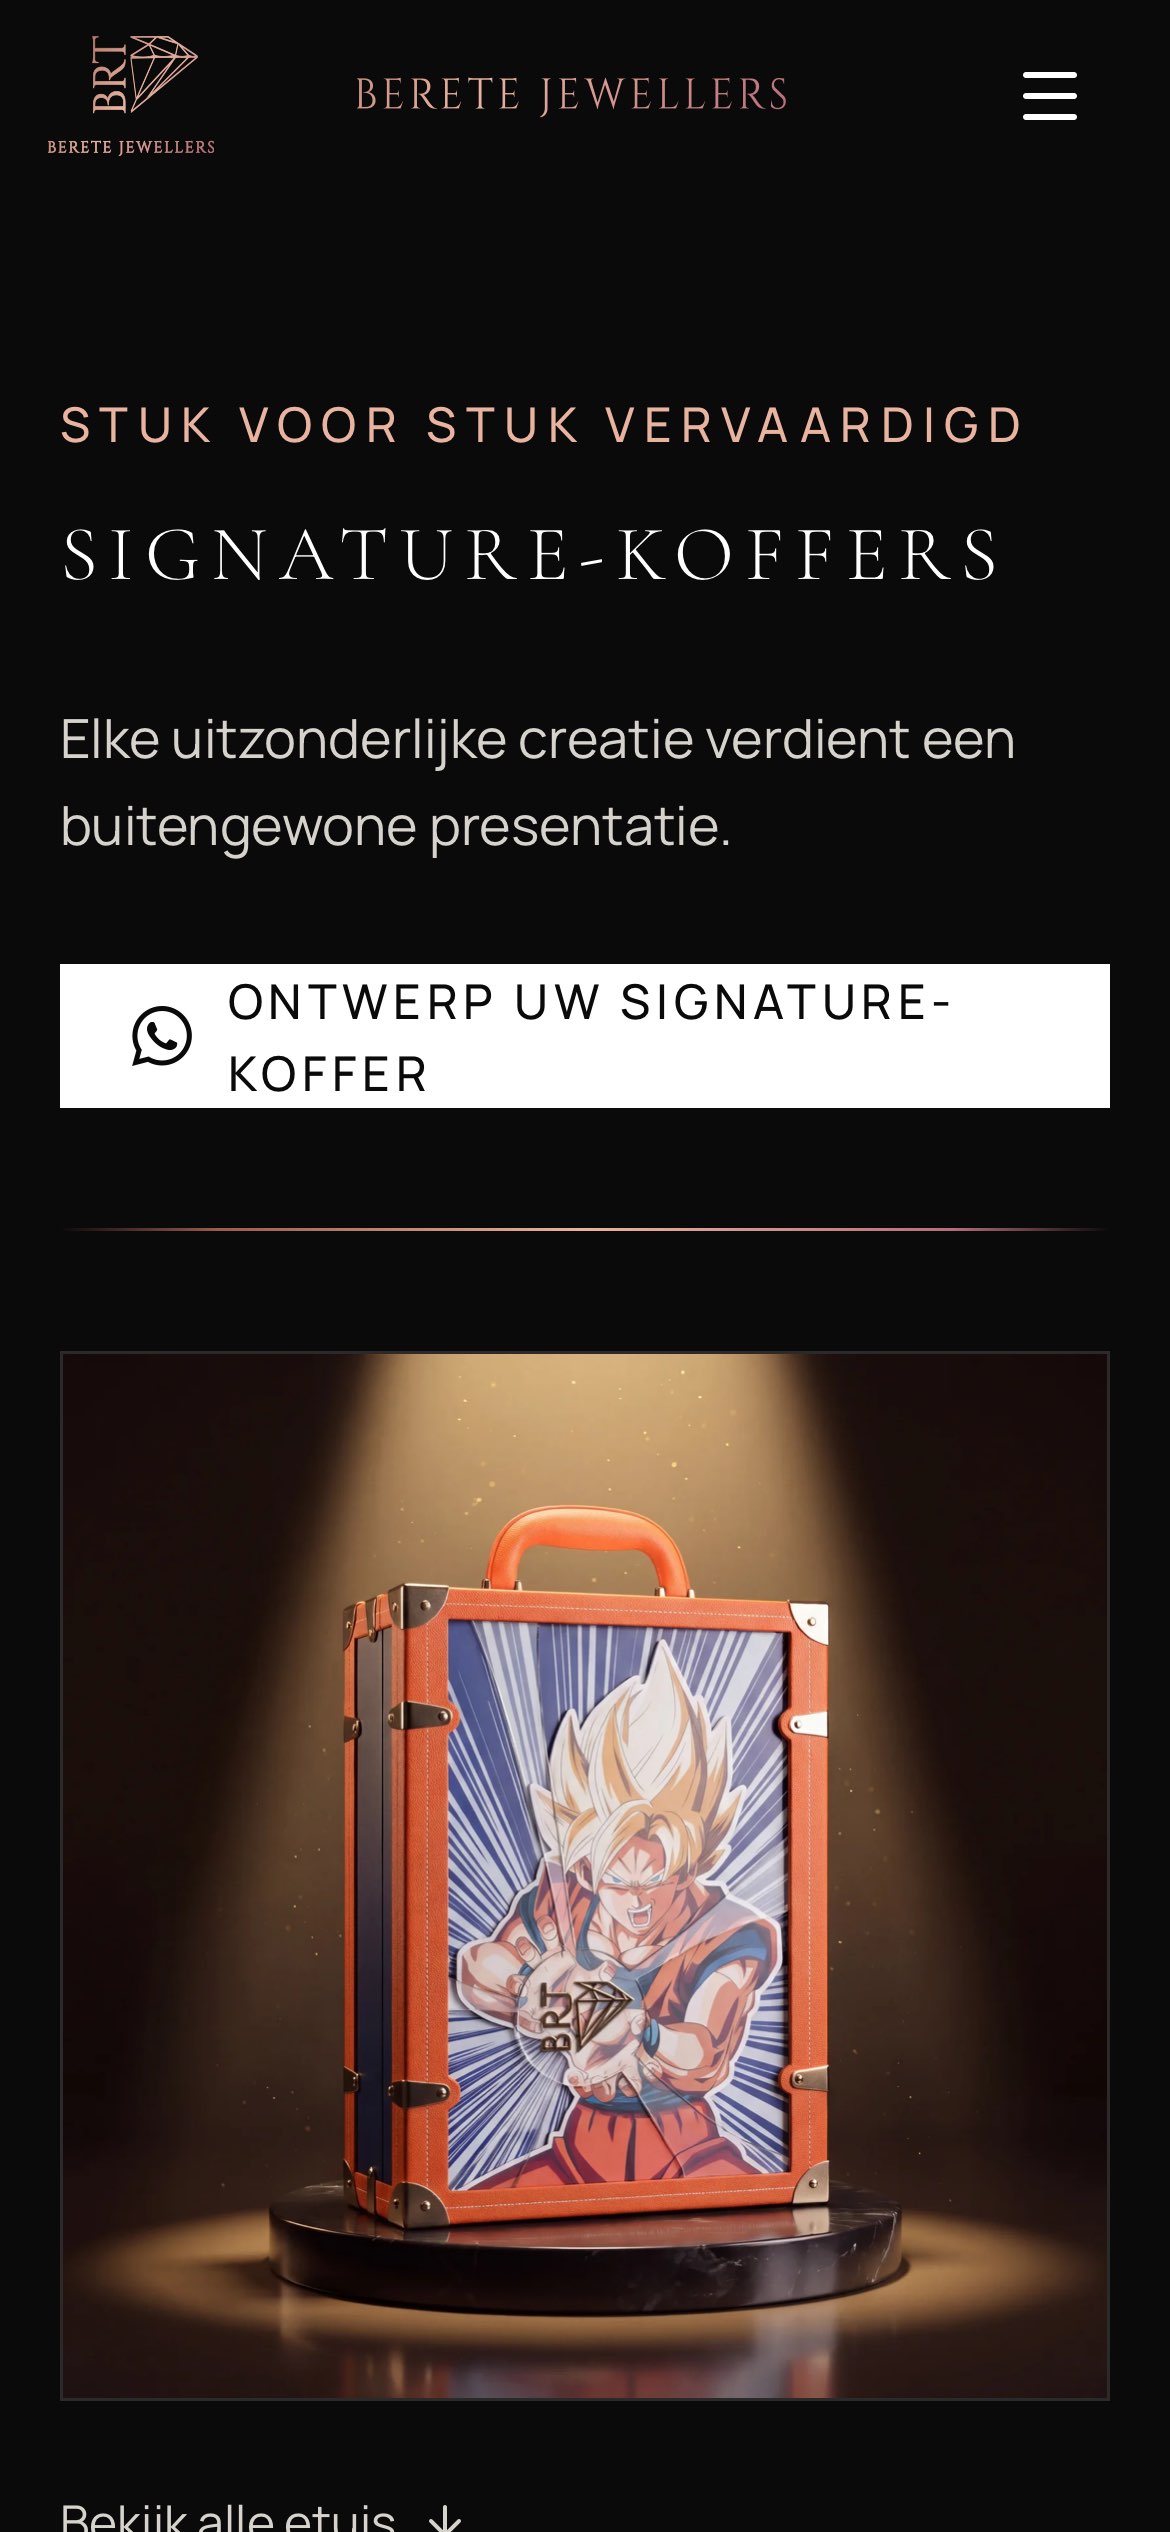 BRT
BERETE JEWELLERS
BERETE JEWELLERS
STUK VOOR STUK VERVAARDIGD
SIGNATURE-KOFFERS
Elke uitzonderlijke creatie verdient een
buitengewone presentatie.
ONTWERP UW SIGNATURE-
KOFFER
BRT
Bekijk alle etuis ↓